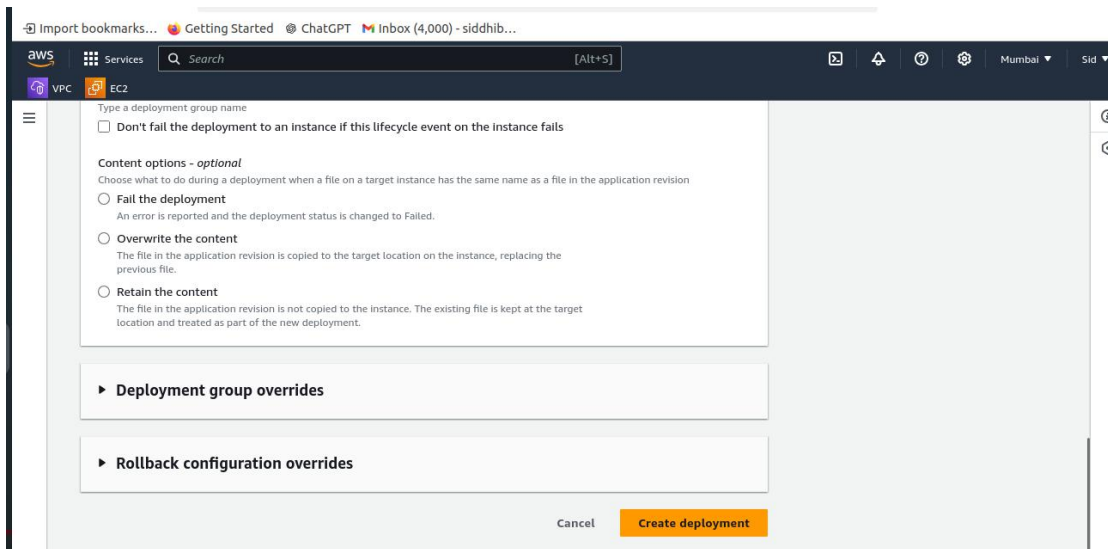 Import bookmarks... Getting Started ChatGPT Inbox (4,000) - siddhib...
aws Services Search [Alt+S] Mumbai Sid
VPC EC2
Type a deployment group name
Don't fail the deployment to an instance if this lifecycle event on the instance fails
Content options - optional
Choose what to do during a deployment when a file on a target instance has the same name as a file in the application revision
Fail the deployment
An error is reported and the deployment status is changed to Failed.
Overwrite the content
The file in the application revision is copied to the target location on the instance, replacing the
previous file.
Retain the content
The file in the application revision is not copied to the instance. The existing file is kept at the target
location and treated as part of the new deployment.
Deployment group overrides
Rollback configuration overrides
Cancel Create deployment